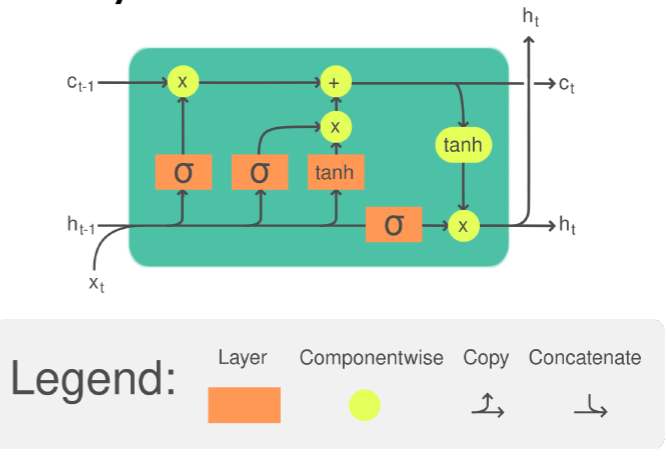 h_t
c_{t-1} x + c_t
x
tanh
σ σ tanh
h_{t-1} σ x h_t
x_t
Layer Componentwise Copy Concatenate
Legend: